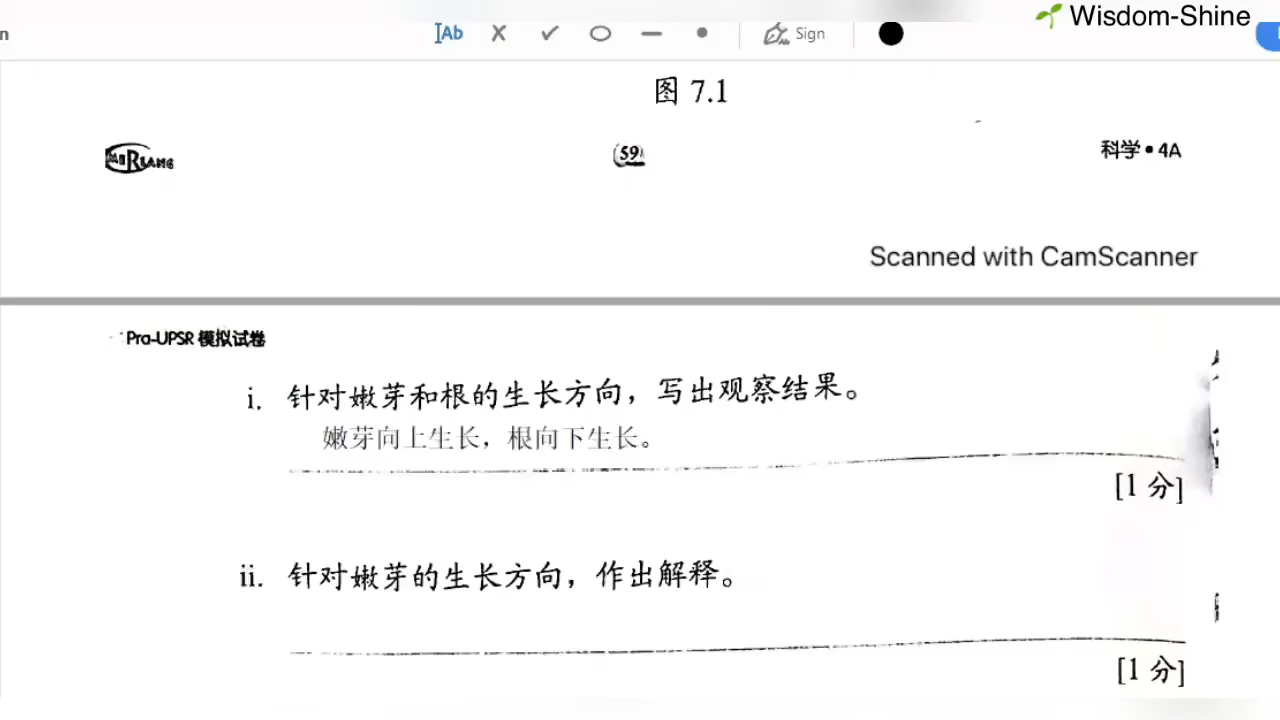 Wisdom-Shine
n
Ab
Sign
图 7.1
59
科学•4A
Scanned with CamScanner
Pra-UPSR 模拟试卷
i. 针对嫩芽和根的生长方向，写出观察结果。
嫩芽向上生长，根向下生长。
[1 分]
ii. 针对嫩芽的生长方向，作出解释。
[1 分]